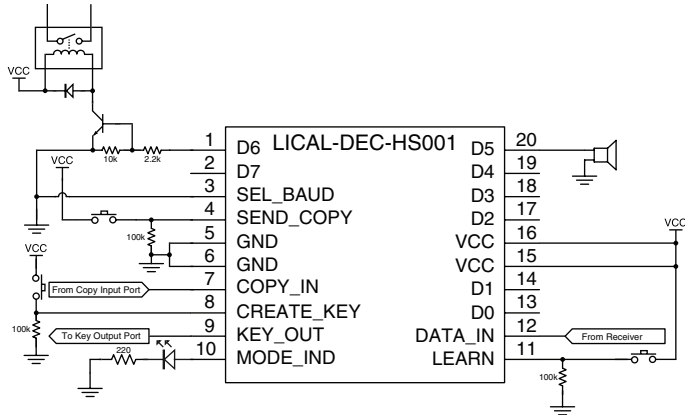 VCC
10k
2.2k
VCC
100k
VCC
From Copy Input Port
100k
To Key Output Port
220
LICAL-DEC-HS001
1 D6
2 D7
3 SEL_BAUD
4 SEND_COPY
5 GND
6 GND
7 COPY_IN
8 CREATE_KEY
9 KEY_OUT
10 MODE_IND
D5 20
D4 19
D3 18
D2 17
VCC 16
VCC 15
D1 14
D0 13
DATA_IN 12
LEARN 11
VCC
From Receiver
100k